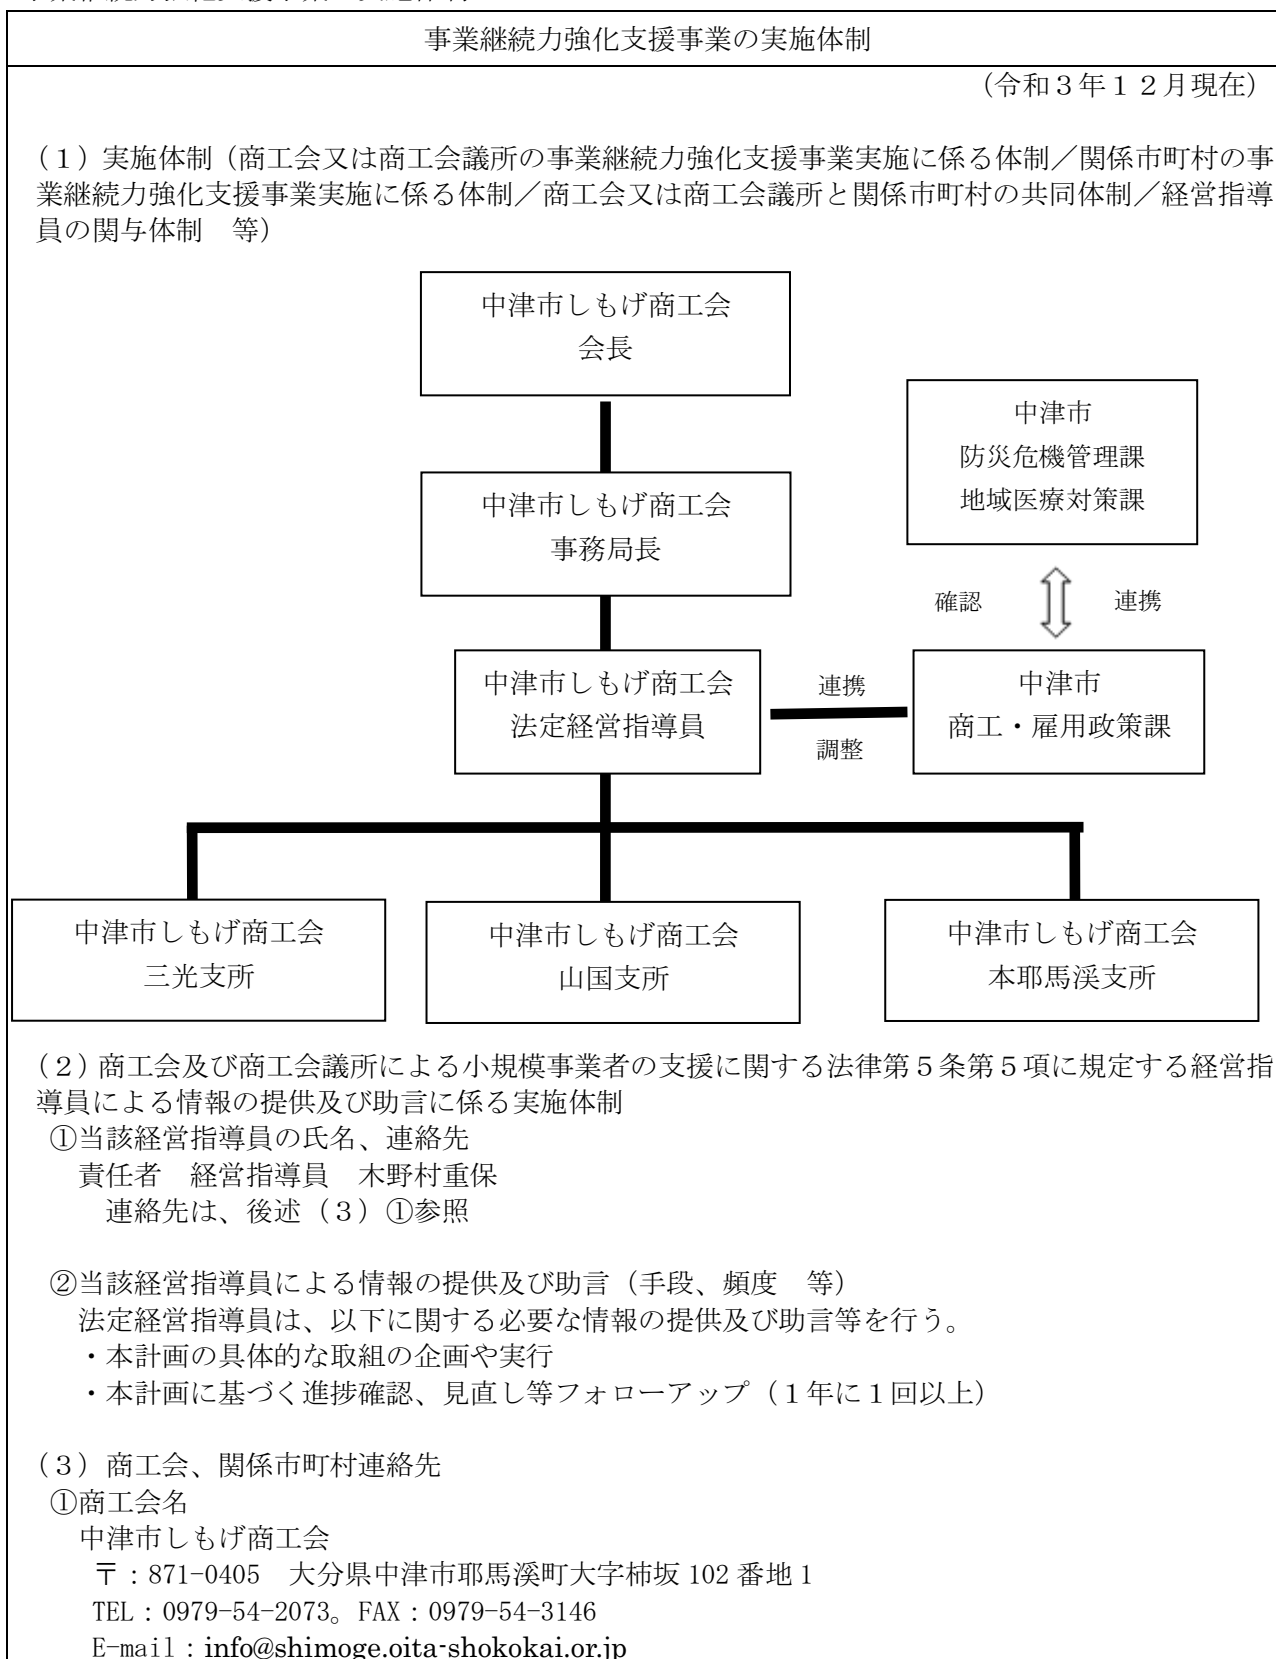 事業継続力強化支援事業の実施体制
（令和３年１２月現在）
（１）実施体制（商工会又は商工会議所の事業継続力強化支援事業実施に係る体制／関係市町村の事
業継続力強化支援事業実施に係る体制／商工会又は商工会議所と関係市町村の共同体制／経営指導
員の関与体制　等）
中津市しもげ商工会
会長
中津市
防災危機管理課
地域医療対策課
中津市しもげ商工会
事務局長
確認
連携
中津市しもげ商工会
法定経営指導員
連携
調整
中津市
商工・雇用政策課
中津市しもげ商工会
三光支所
中津市しもげ商工会
山国支所
中津市しもげ商工会
本耶馬渓支所
（２）商工会及び商工会議所による小規模事業者の支援に関する法律第５条第５項に規定する経営指
導員による情報の提供及び助言に係る実施体制
①当該経営指導員の氏名、連絡先
責任者　経営指導員　木野村重保
連絡先は、後述（３）①参照
②当該経営指導員による情報の提供及び助言（手段、頻度　等）
法定経営指導員は、以下に関する必要な情報の提供及び助言等を行う。
・本計画の具体的な取組の企画や実行
・本計画に基づく進捗確認、見直し等フォローアップ（１年に１回以上）
（３）商工会、関係市町村連絡先
①商工会名
中津市しもげ商工会
〒：871-0405　大分県中津市耶馬溪町大字柿坂 102 番地 1
TEL：0979-54-2073。FAX：0979-54-3146
E-mail：info@shimoge.oita-shokokai.or.jp